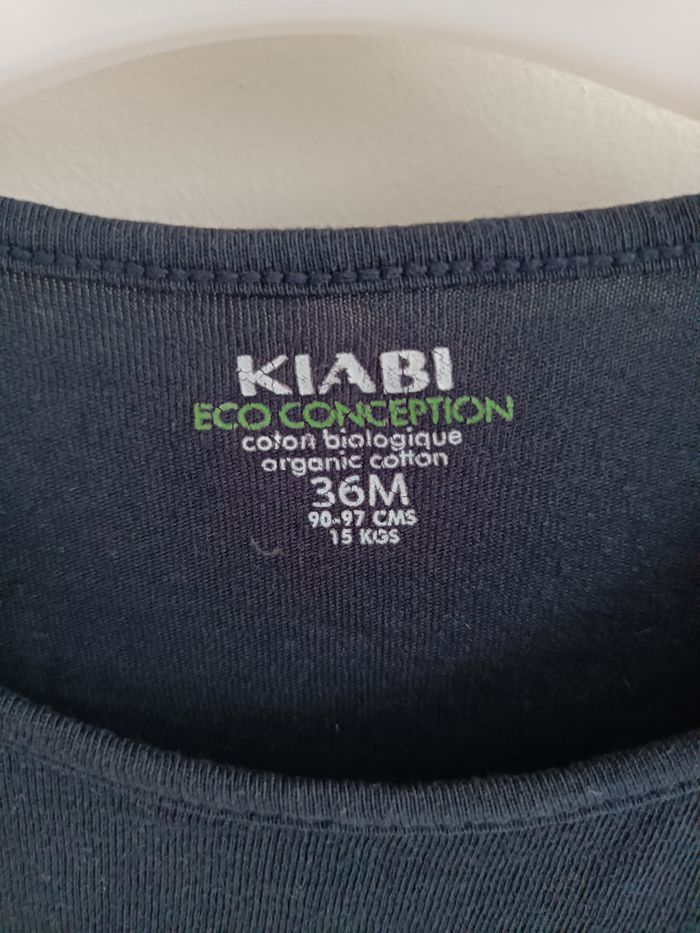 KIABI
ECO CONCEPTION
coton biologique
organic cotton
36M
90-97 CMS
15 KGS